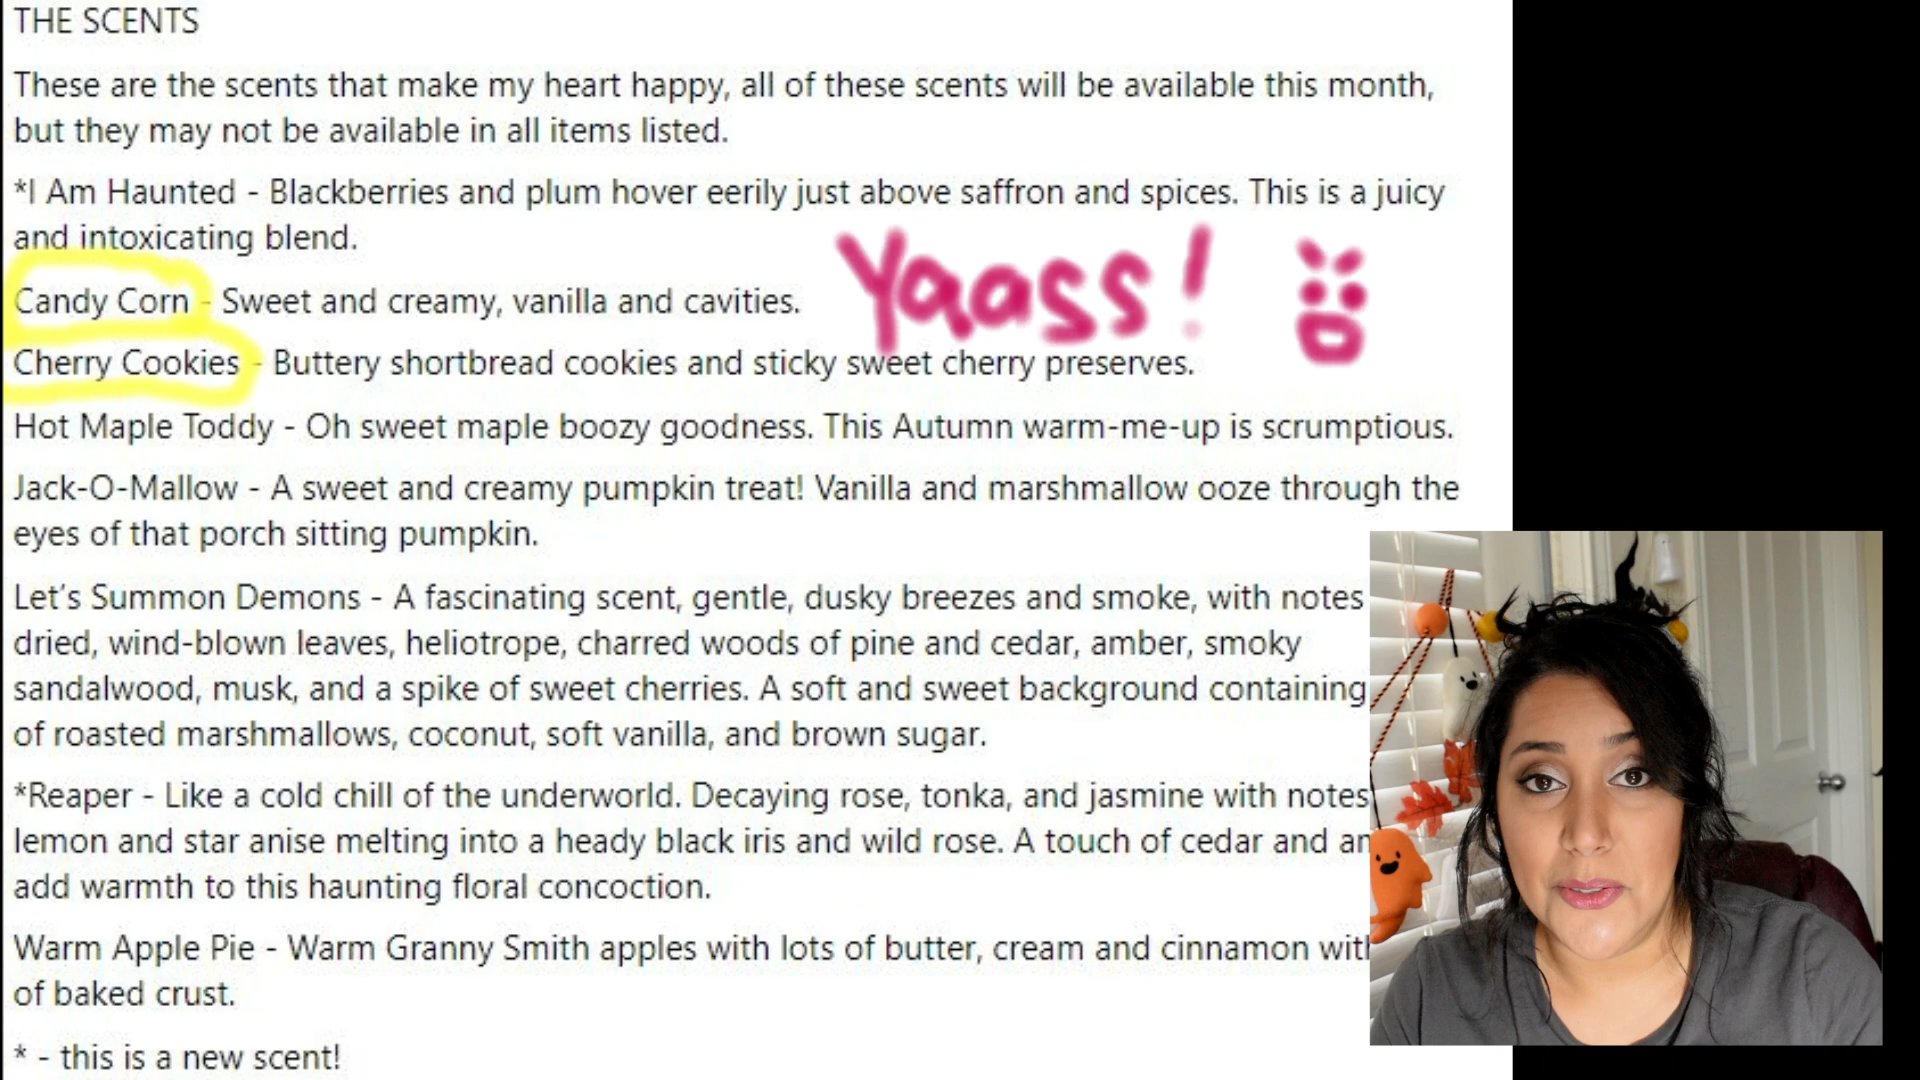 THE SCENTS
These are the scents that make my heart happy, all of these scents will be available this month,
but they may not be available in all items listed.
*I Am Haunted - Blackberries and plum hover eerily just above saffron and spices. This is a juicy
and intoxicating blend.
Yaass!
Candy Corn - Sweet and creamy, vanilla and cavities.
Cherry Cookies - Buttery shortbread cookies and sticky sweet cherry preserves.
Hot Maple Toddy - Oh sweet maple boozy goodness. This Autumn warm-me-up is scrumptious.
Jack-O-Mallow - A sweet and creamy pumpkin treat! Vanilla and marshmallow ooze through the
eyes of that porch sitting pumpkin.
Let's Summon Demons - A fascinating scent, gentle, dusky breezes and smoke, with notes
dried, wind-blown leaves, heliotrope, charred woods of pine and cedar, amber, smoky
sandalwood, musk, and a spike of sweet cherries. A soft and sweet background containing
of roasted marshmallows, coconut, soft vanilla, and brown sugar.
*Reaper - Like a cold chill of the underworld. Decaying rose, tonka, and jasmine with notes
lemon and star anise melting into a heady black iris and wild rose. A touch of cedar and
add warmth to this haunting floral concoction.
Warm Apple Pie - Warm Granny Smith apples with lots of butter, cream and cinnamon with
of baked crust.
* - this is a new scent!